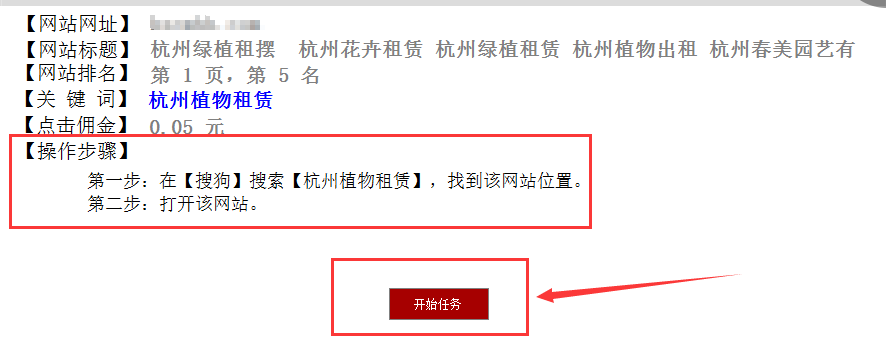 【网站网址】
【网站标题】 杭州绿植租摆 杭州花卉租赁 杭州绿植租赁 杭州植物出租 杭州春美园艺有
【网站排名】 第 1 页，第 5 名
【关 键 词】 杭州植物租赁
【点击佣金】 0.05 元
【操作步骤】
第一步：在【搜狗】搜索【杭州植物租赁】，找到该网站位置。
第二步：打开该网站。
开始任务